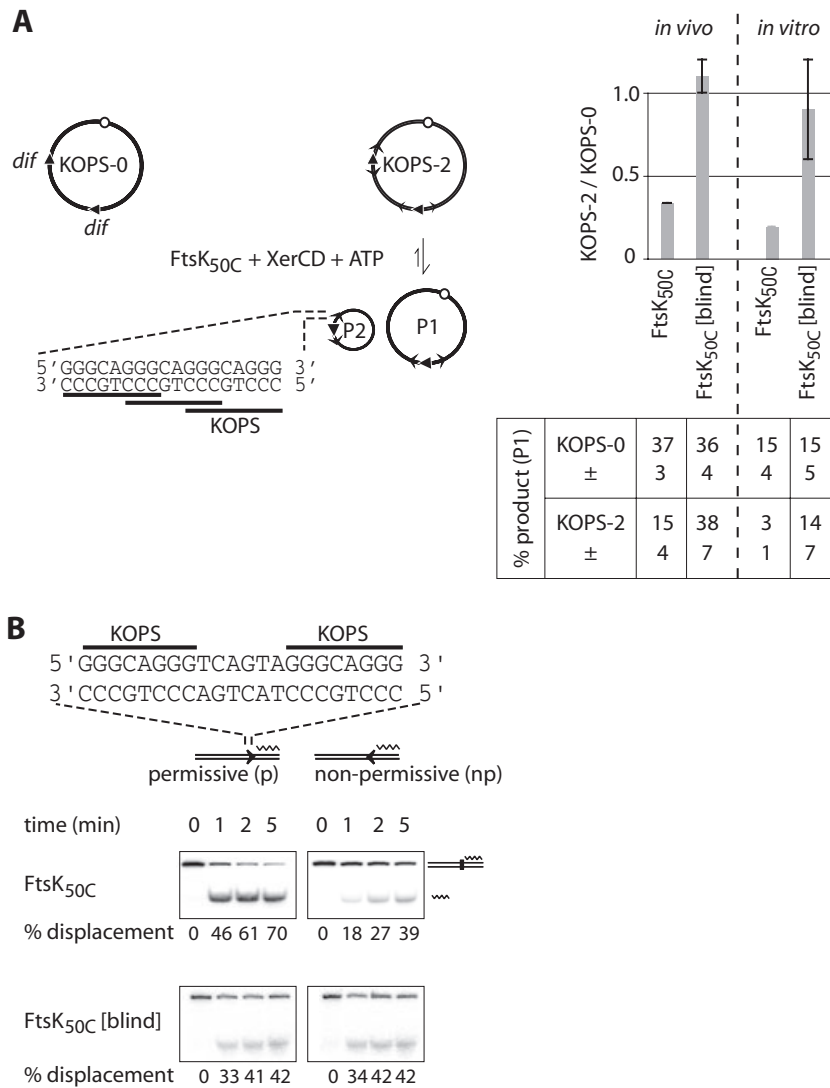 A
KOPS-0
dif
dif
KOPS-2
FtsK50C + XerCD + ATP
P2
P1
5'GGGCAGGGCAGGGCAGGG 3'
3'CCCGTCCCGTCCCGTCCC 5'
KOPS
in vivo
in vitro
KOPS-2 / KOPS-0
1.0
0.5
0
FtsK50C
FtsK50C [blind]
FtsK50C
FtsK50C [blind]
% product (P1)
KOPS-0 37 36 15 15
± 3 4 4 5
KOPS-2 15 38 3 14
± 4 7 1 7
B
KOPS KOPS
5'GGGCAGGGTCAGTAGGGCAGGG 3'
3'CCCGTCCCAGTCATCCCGTCCC 5'
permissive (p) non-permissive (np)
time (min) 0 1 2 5 0 1 2 5
FtsK50C
% displacement 0 46 61 70 0 18 27 39
FtsK50C [blind]
% displacement 0 33 41 42 0 34 42 42